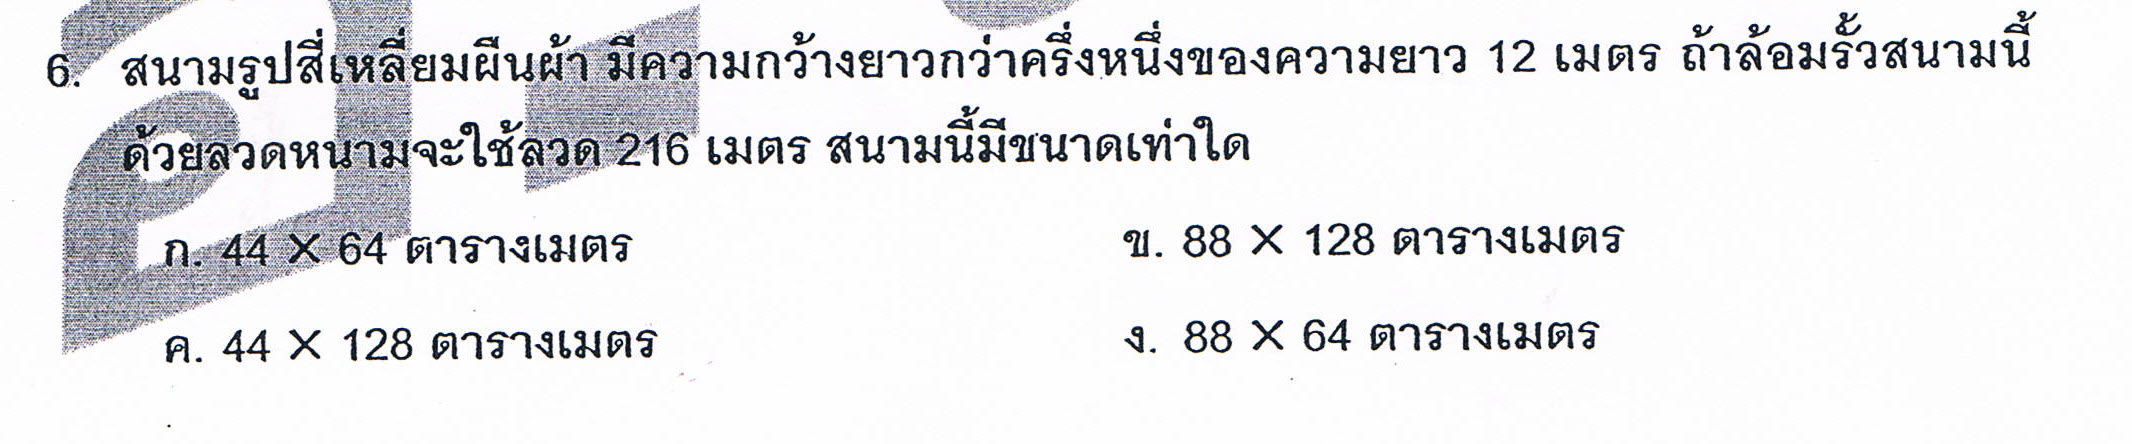 6. สนามรูปสี่เหลี่ยมผืนผ้า มีความกว้างยาวกว่าครึ่งหนึ่งของความยาว 12 เมตร ถ้าล้อมรั้วสนามนี้
ด้วยลวดหนามจะใช้ลวด 216 เมตร สนามนี้มีขนาดเท่าใด
ก. 44 X 64 ตารางเมตร ข. 88 X 128 ตารางเมตร
ค. 44 X 128 ตารางเมตร ง. 88 X 64 ตารางเมตร